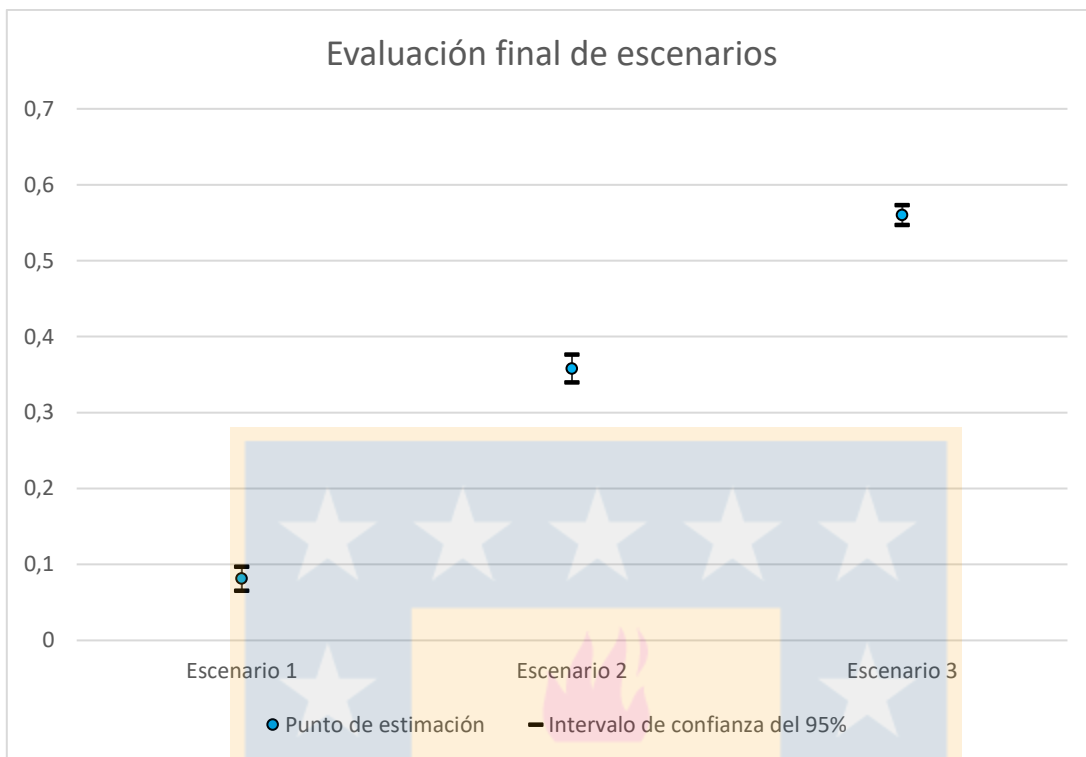 Evaluación final de escenarios
0,7
0,6
0,5
0,4
0,3
0,2
0,1
0
Escenario 1 Escenario 2 Escenario 3
Punto de estimación Intervalo de confianza del 95%